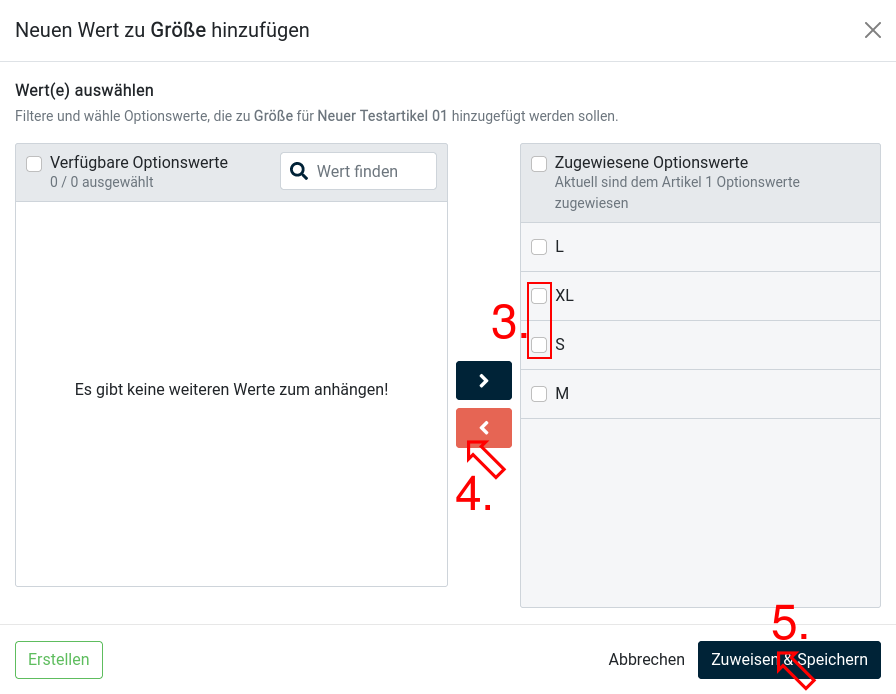 Neuen Wert zu Größe hinzufügen
Wert(e) auswählen
Filtere und wähle Optionswerte, die zu Größe für Neuer Testartikel 01 hinzugefügt werden sollen.
Verfügbare Optionswerte
0 / 0 ausgewählt
Wert finden
Es gibt keine weiteren Werte zum anhängen!
Zugewiesene Optionswerte
Aktuell sind dem Artikel 1 Optionswerte
zugewiesen
L
XL
3.
S
M
4.
5.
Erstellen
Abbrechen
Zuweisen & Speichern